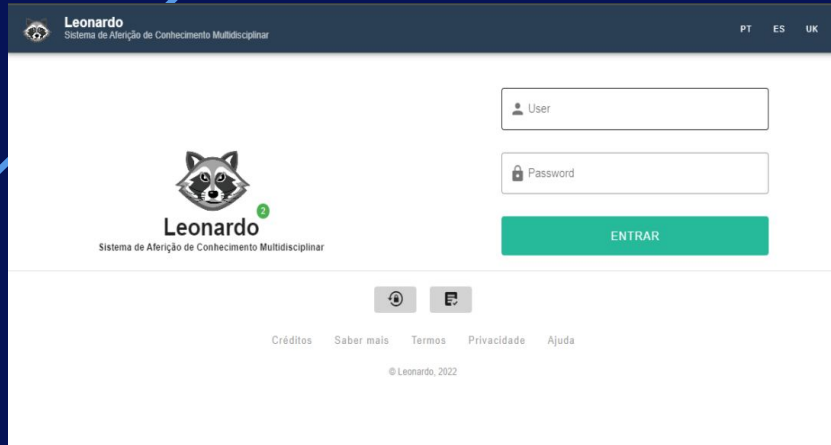 Leonardo
Sistema de Aferição de Conhecimento Multidisciplinar
PT ES UK
User
Password
ENTRAR
2
Leonardo
Sistema de Aferição de Conhecimento Multidisciplinar
Créditos Saber mais Termos Privacidade Ajuda
© Leonardo, 2022